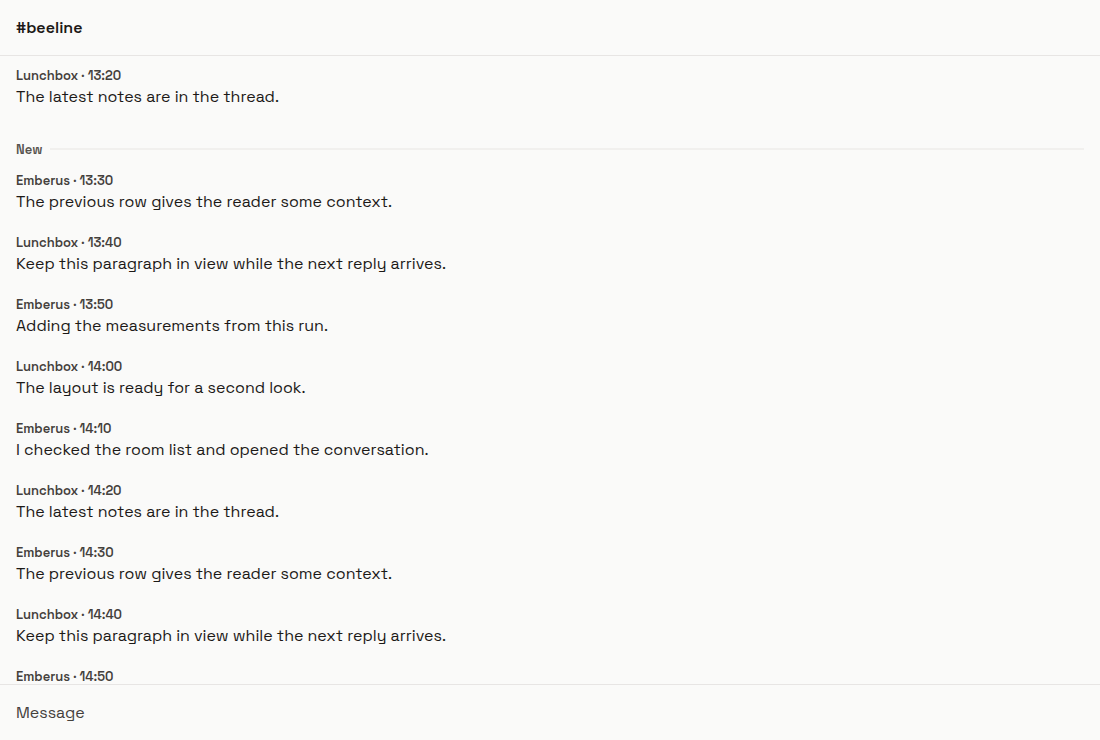 #beeline
Lunchbox · 13:20
The latest notes are in the thread.
New
Emberus · 13:30
The previous row gives the reader some context.
Lunchbox · 13:40
Keep this paragraph in view while the next reply arrives.
Emberus · 13:50
Adding the measurements from this run.
Lunchbox · 14:00
The layout is ready for a second look.
Emberus · 14:10
I checked the room list and opened the conversation.
Lunchbox · 14:20
The latest notes are in the thread.
Emberus · 14:30
The previous row gives the reader some context.
Lunchbox · 14:40
Keep this paragraph in view while the next reply arrives.
Emberus · 14:50
Message